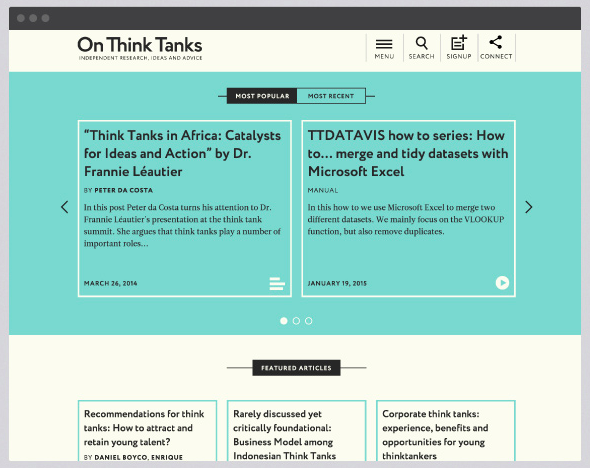 On Think Tanks
INDEPENDENT RESEARCH, IDEAS AND ADVICE
MENU
SEARCH
SIGNUP
CONNECT
MOST POPULAR
MOST RECENT
"Think Tanks in Africa: Catalysts
for Ideas and Action" by Dr.
Frannie Léautier
BY PETER DA COSTA
In this post Peter da Costa turns his attention to Dr.
Frannie Léautier's presentation at the think tank
summit. She argues that think tanks play a number of
important roles...
MARCH 26, 2014
TTDATAVIS how to series: How
to... merge and tidy datasets with
Microsoft Excel
MANUAL
In this how to we use Microsoft Excel to merge two
different datasets. We mainly focus on the VLOOKUP
function, but also remove duplicates.
JANUARY 19, 2015
FEATURED ARTICLES
Recommendations for think
tanks: How to attract and
retain young talent?
BY DANIEL BOYCO, ENRIQUE
Rarely discussed yet
critically foundational:
Business Model among
Indonesian Think Tanks
Corporate think tanks:
experience, benefits and
opportunities for young
thinktankers